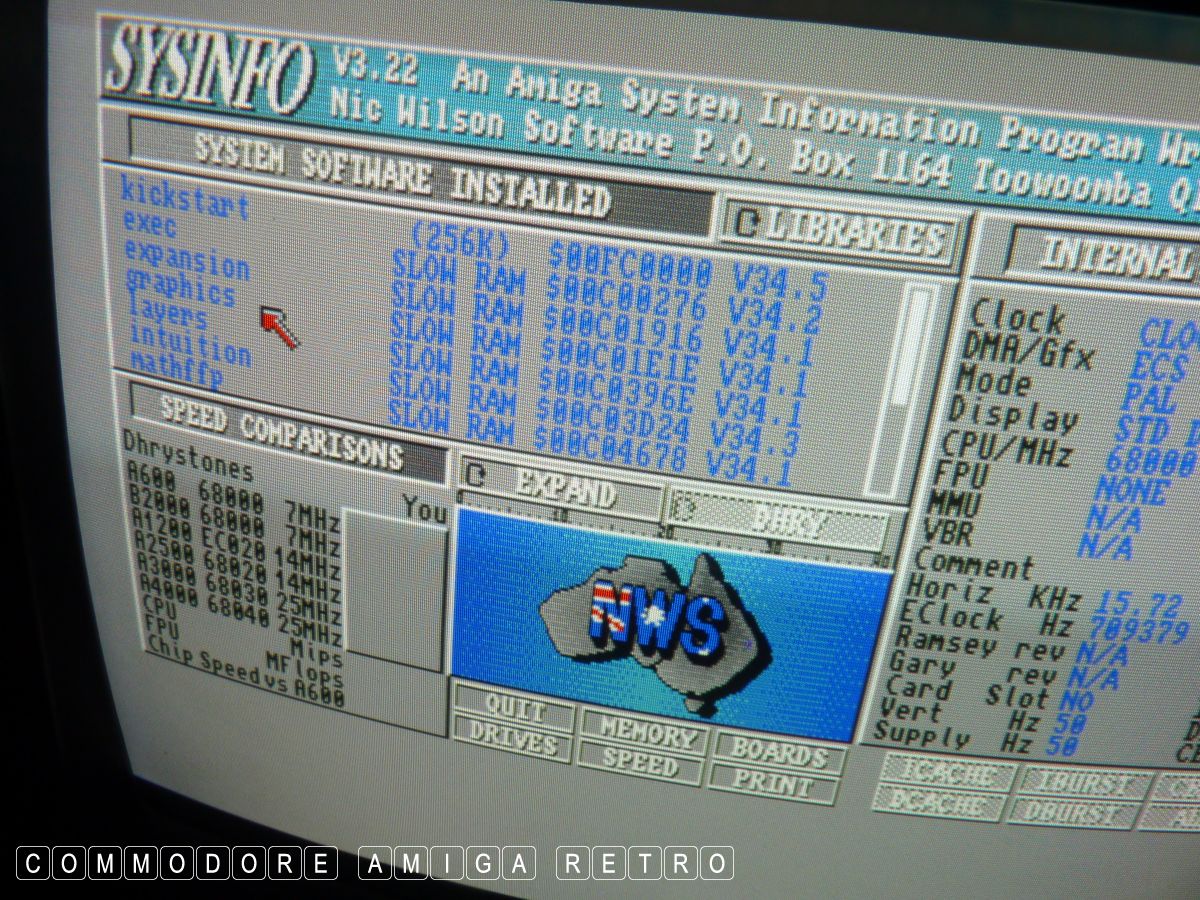 SYSINFO
V3.22 An Amiga System Information Program Wr
Nic Wilson Software P.O. Box 1164 Toowoomba Q
SYSTEM SOFTWARE INSTALLED
LIBRARIES
INTERNAL
kickstart (256K) $00FC0000 V34.5
exec SLOW RAM $00C00276 V34.2
expansion SLOW RAM $00C01916 V34.1
graphics SLOW RAM $00C01E1E V34.1
layers SLOW RAM $00C0396E V34.1
intuition SLOW RAM $00C03D24 V34.3
mathffp SLOW RAM $00C04678 V34.1
Clock CLO
DMA/Gfx ECS
Mode PAL
Display STD
CPU/MHz 68000
FPU NONE
MMU N/A
VBR N/A
Comment
Horiz KHz 15.72
EClock Hz 709379
Ramsey rev N/A
Gary rev N/A
Card Slot NO
Vert Hz 50
Supply Hz 50
SPEED COMPARISONS
EXPAND
DHRY
Dhrystones You
A600 68000 7MHz
B2000 68000 7MHz
A1200 EC020 14MHz
A2500 68020 14MHz
A3000 68030 25MHz
A4000 68040 25MHz
CPU Mips
FPU MFlops
Chip Speed vs A600
NWS
QUIT MEMORY BOARDS
DRIVES SPEED PRINT
ICACHE IBURST
DCACHE DBURST
COMMODORE AMIGA RETRO